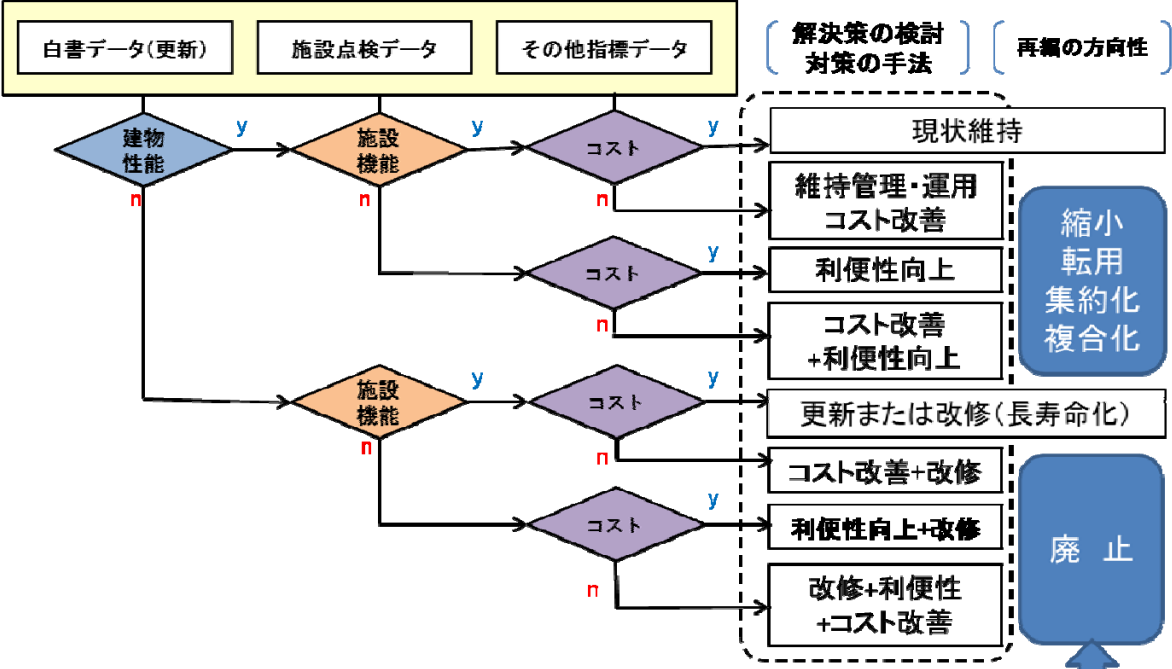 白書データ(更新)
施設点検データ
その他指標データ
解決策の検討
対策の手法
再編の方向性
建物
性能
y
n
施設
機能
y
n
コスト
y
n
現状維持
維持管理・運用
コスト改善
コスト
y
n
利便性向上
コスト改善
+利便性向上
縮小
転用
集約化
複合化
施設
機能
y
n
コスト
y
n
更新または改修(長寿命化)
コスト改善+改修
コスト
y
n
利便性向上+改修
改修+利便性
+コスト改善
廃 止